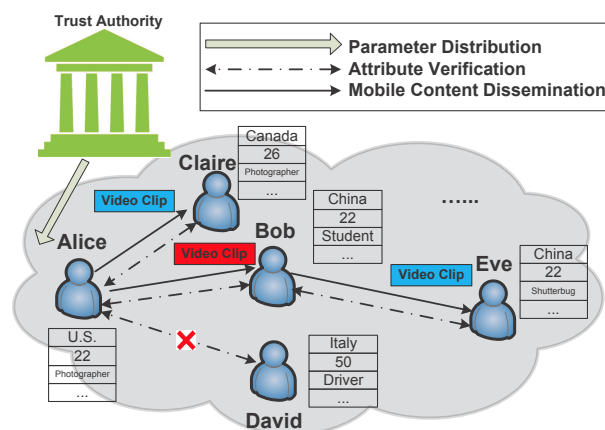 Trust Authority
Parameter Distribution
Attribute Verification
Mobile Content Dissemination
Canada
26
Photographer
...
Claire
Video Clip
China
22
Student
...
......
Alice
Video Clip
Bob
Video Clip
Eve
China
22
Shutterbug
...
U.S.
22
Photographer
...
Italy
50
Driver
...
David